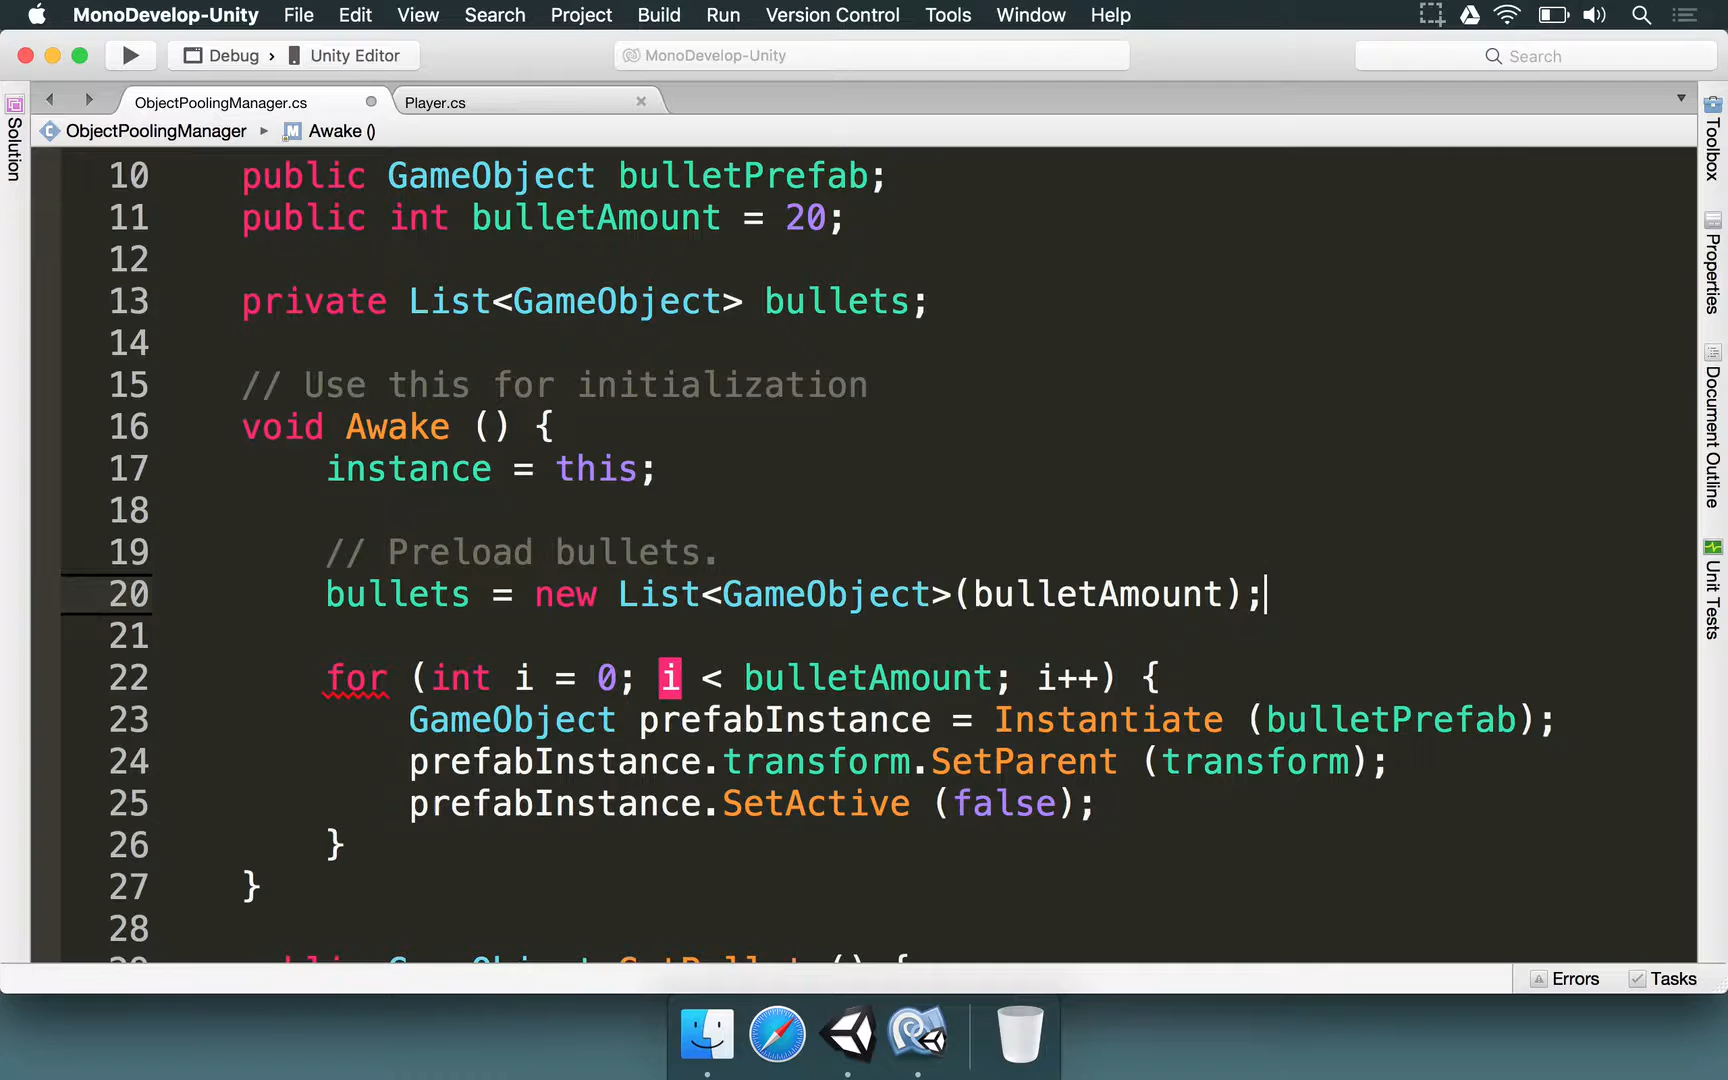 MonoDevelop-Unity File Edit View Search Project Build Run Version Control Tools Window Help
Debug › Unity Editor MonoDevelop-Unity Search
ObjectPoolingManager.cs Player.cs
ObjectPoolingManager ▸ M Awake ()
Solution
Toolbox
Properties
Document Outline
Unit Tests
10 public GameObject bulletPrefab;
11 public int bulletAmount = 20;
12
13 private List<GameObject> bullets;
14
15 // Use this for initialization
16 void Awake () {
17 instance = this;
18
19 // Preload bullets.
20 bullets = new List<GameObject>(bulletAmount);
21
22 for (int i = 0; i < bulletAmount; i++) {
23 GameObject prefabInstance = Instantiate (bulletPrefab);
24 prefabInstance.transform.SetParent (transform);
25 prefabInstance.SetActive (false);
26 }
27 }
28
Errors Tasks